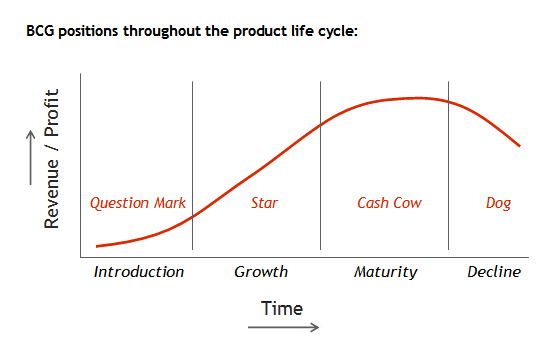 BCG positions throughout the product life cycle:
Revenue / Profit
Question Mark Star Cash Cow Dog
Introduction Growth Maturity Decline
Time